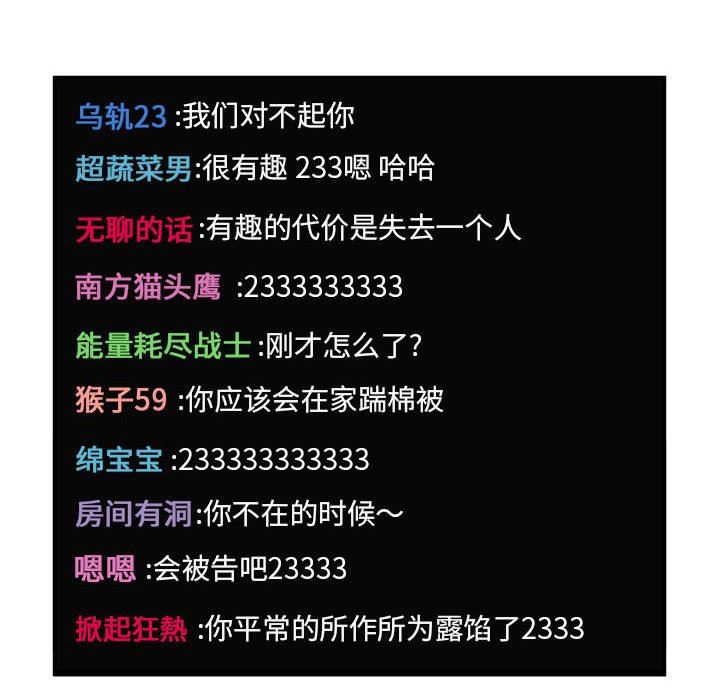 乌轨23 :我们对不起你
超蔬菜男:很有趣 233嗯 哈哈
无聊的话:有趣的代价是失去一个人
南方猫头鹰 :2333333333
能量耗尽战士:刚才怎么了?
猴子59 :你应该会在家踹棉被
绵宝宝:233333333333
房间有洞:你不在的时候～
嗯嗯 :会被告吧23333
掀起狂熱 :你平常的所作所为露馅了2333